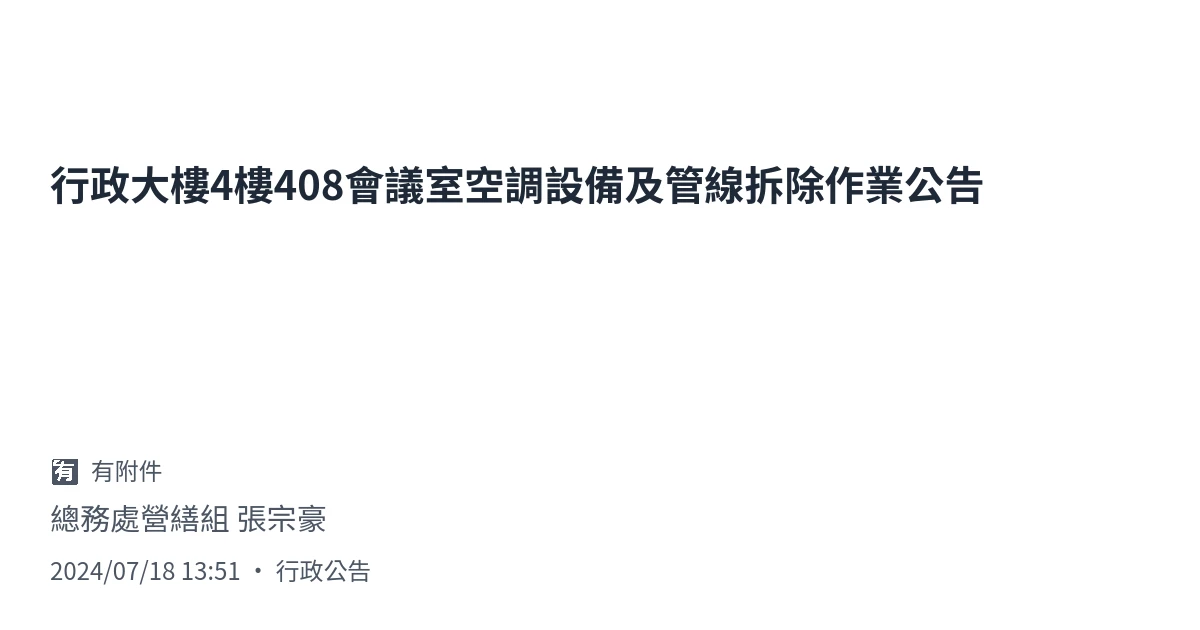 行政大樓4樓408會議室空調設備及管線拆除作業公告
🈶 有附件
總務處營繕組 張宗豪
2024/07/18 13:51 ・ 行政公告